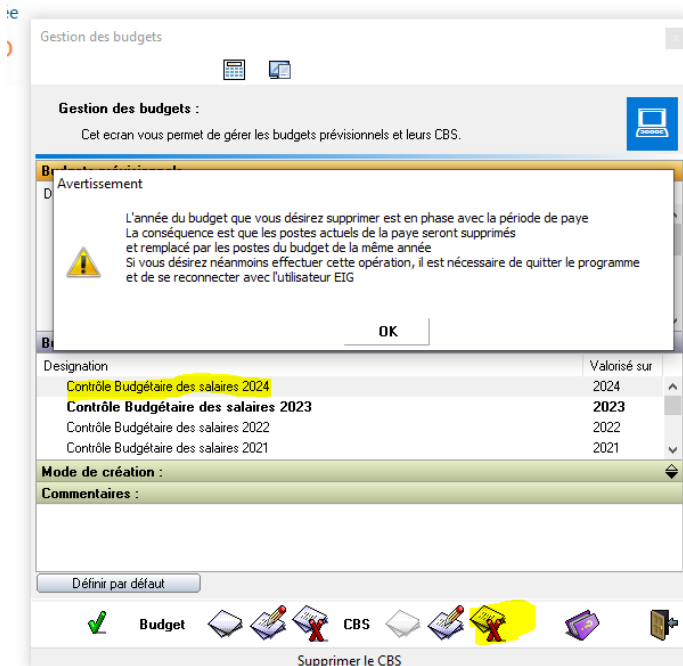 Gestion des budgets
Gestion des budgets :
Cet ecran vous permet de gérer les budgets prévisionnels et leurs CBS.
Avertissement
L'année du budget que vous désirez supprimer est en phase avec la période de paye
La conséquence est que les postes actuels de la paye seront supprimés
et remplacé par les postes du budget de la même année
Si vous désirez néanmoins effectuer cette opération, il est nécessaire de quitter le programme
et de se reconnecter avec l'utilisateur EIG
OK
Designation Valorisé sur
Contrôle Budgétaire des salaires 2024 2024
Contrôle Budgétaire des salaires 2023 2023
Contrôle Budgétaire des salaires 2022 2022
Contrôle Budgétaire des salaires 2021 2021
Mode de création :
Commentaires :
Définir par défaut
Budget CBS
Supprimer le CBS